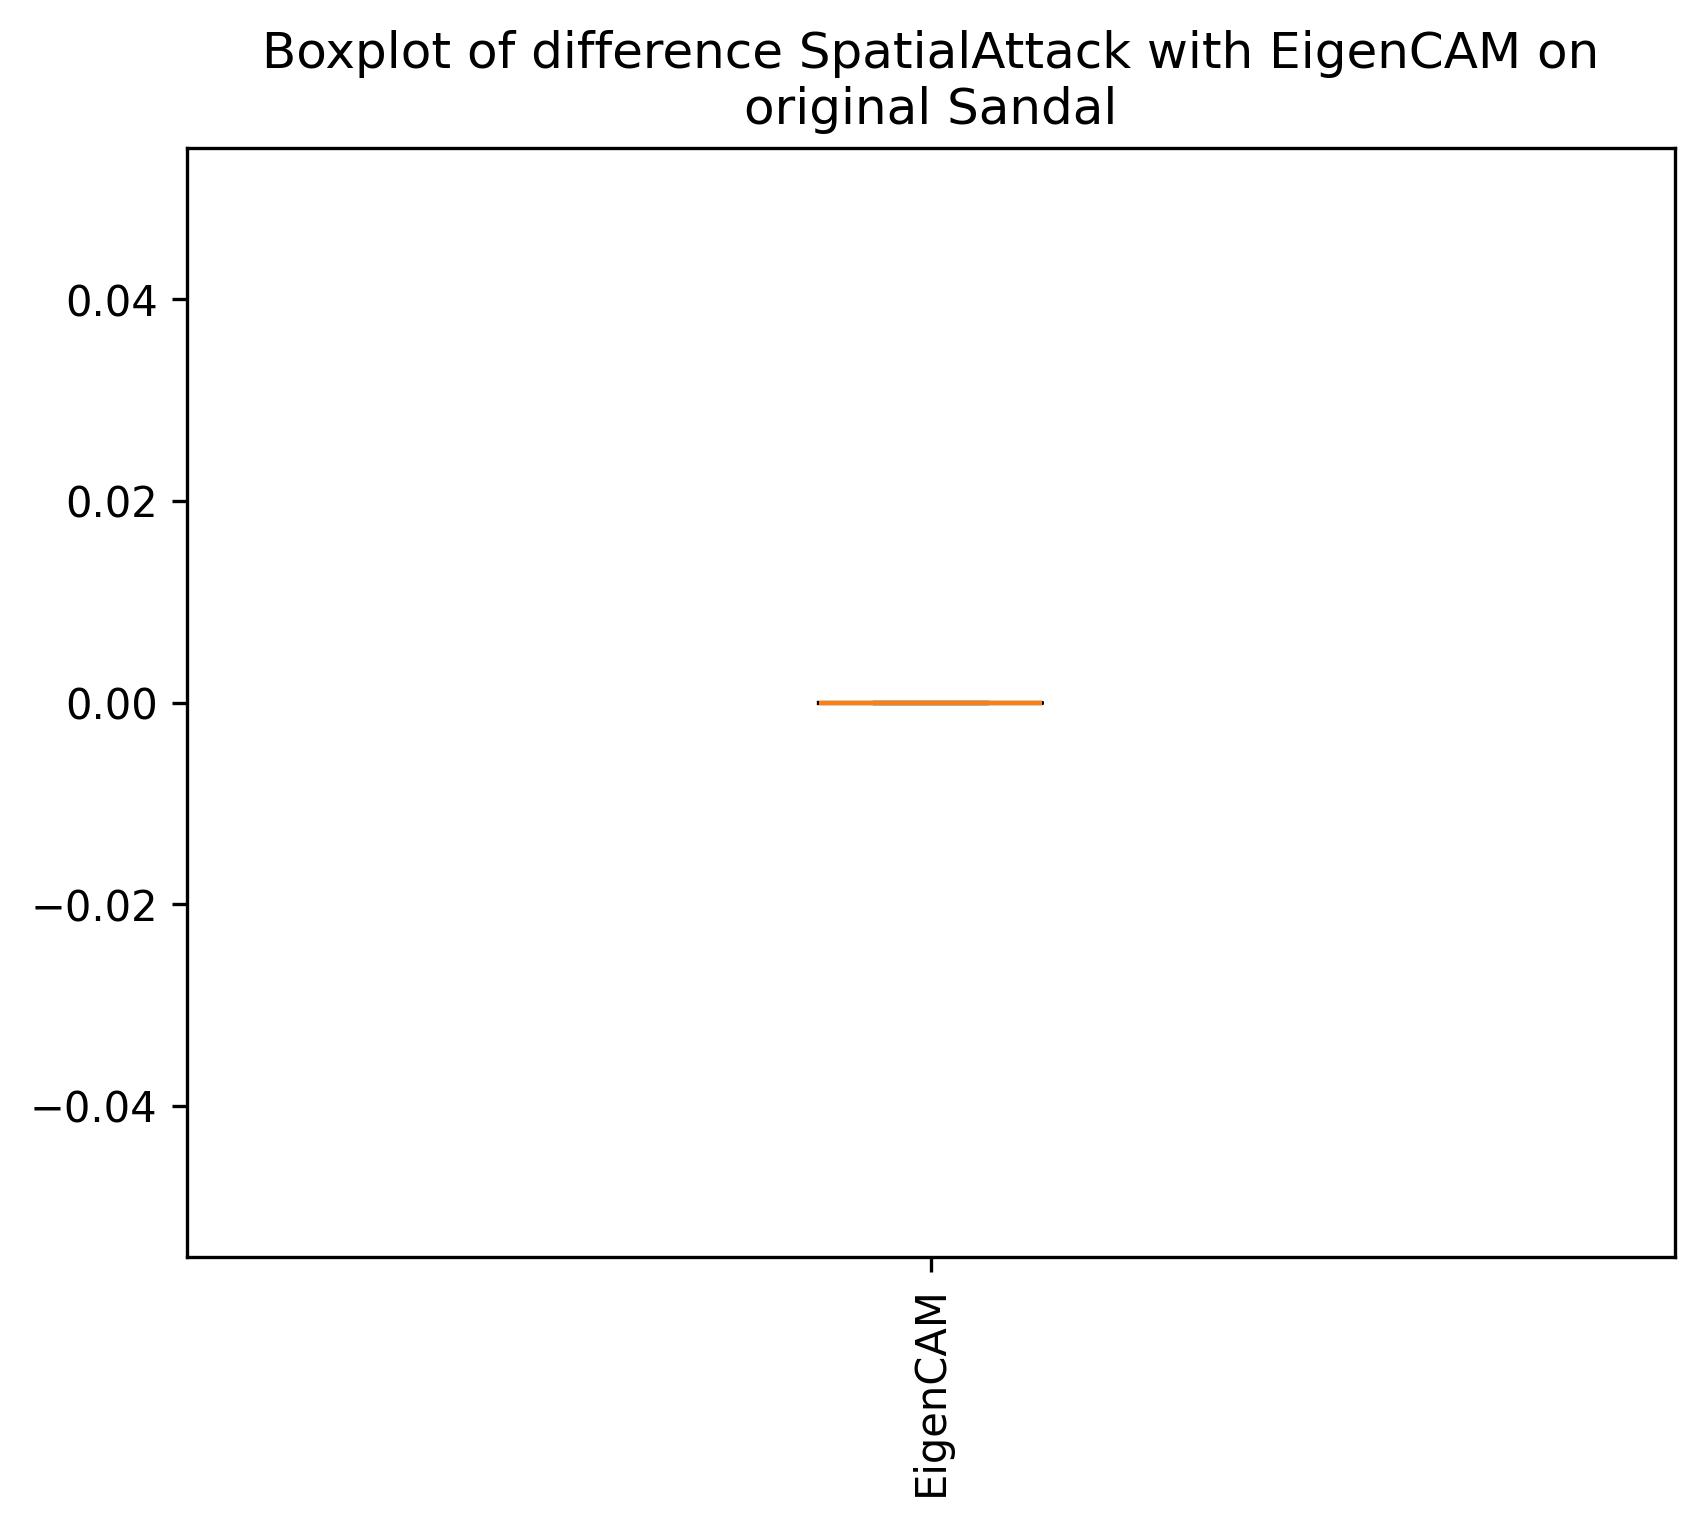 Boxplot of difference SpatialAttack with EigenCAM on
original Sandal
0.04
0.02
0.00
−0.02
−0.04
EigenCAM